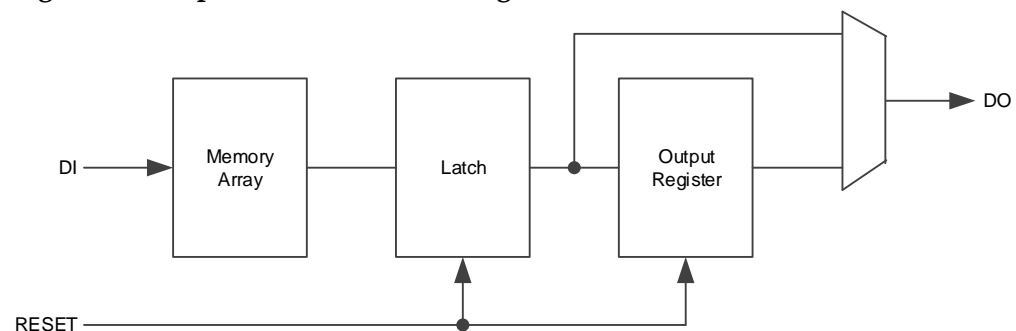 DI
Memory
Array
Latch
Output
Register
DO
RESET